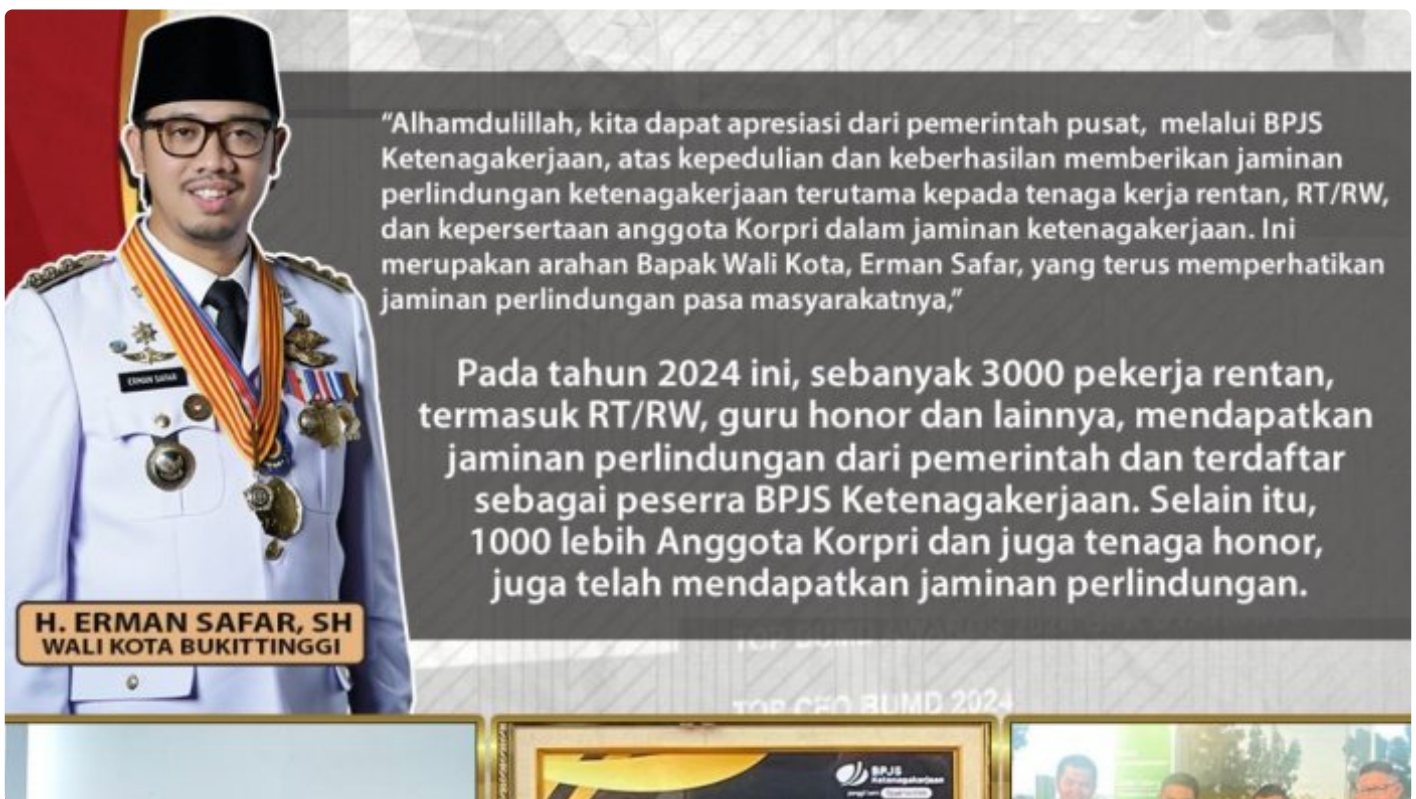 “Alhamdulillah, kita dapat apresiasi dari pemerintah pusat, melalui BPJS
Ketenagakerjaan, atas kepedulian dan keberhasilan memberikan jaminan
perlindungan ketenagakerjaan terutama kepada tenaga kerja rentan, RT/RW,
dan kepersertaan anggota Korpri dalam jaminan ketenagakerjaan. Ini
merupakan arahan Bapak Wali Kota, Erman Safar, yang terus memperhatikan
jaminan perlindungan pasa masyarakatnya,”
Pada tahun 2024 ini, sebanyak 3000 pekerja rentan,
termasuk RT/RW, guru honor dan lainnya, mendapatkan
jaminan perlindungan dari pemerintah dan terdaftar
sebagai peserra BPJS Ketenagakerjaan. Selain itu,
1000 lebih Anggota Korpri dan juga tenaga honor,
juga telah mendapatkan jaminan perlindungan.
ERMAN SAFAR
H. ERMAN SAFAR, SH
WALI KOTA BUKITTINGGI
TOP CEO BUMD 2024
BPJS
Ketenagakerjaan